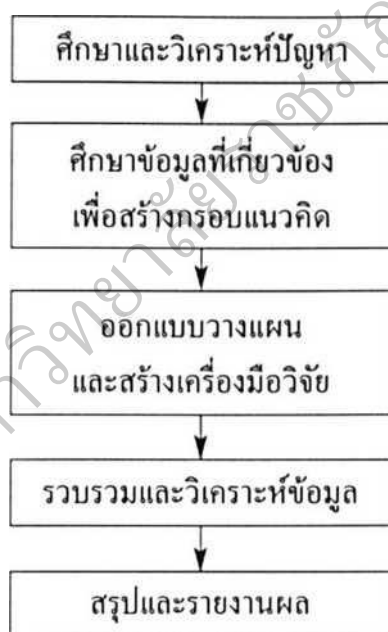 ศึกษาและวิเคราะห์ปัญหา
ศึกษาข้อมูลที่เกี่ยวข้อง
เพื่อสร้างกรอบแนวคิด
ออกแบบวางแผน
และสร้างเครื่องมือวิจัย
รวบรวมและวิเคราะห์ข้อมูล
สรุปและรายงานผล